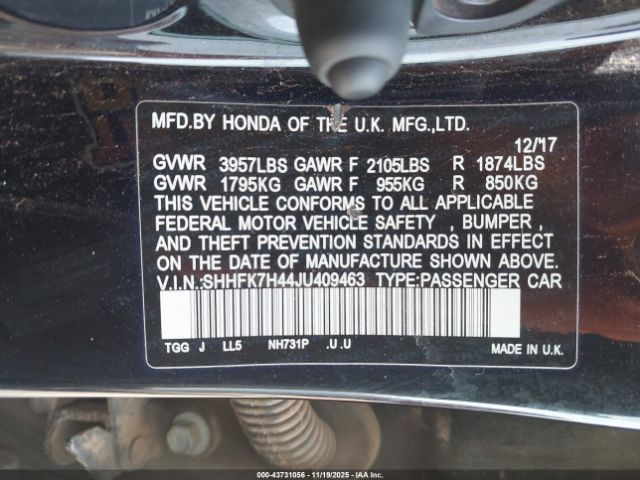 MFD.BY HONDA OF THE U.K. MFG.,LTD.
12/17
GVWR 3957LBS GAWR F 2105LBS R 1874LBS
GVWR 1795KG GAWR F 955KG R 850KG
THIS VEHICLE CONFORMS TO ALL APPLICABLE
FEDERAL MOTOR VEHICLE SAFETY , BUMPER ,
AND THEFT PREVENTION STANDARDS IN EFFECT
ON THE DATE OF MANUFACTURE SHOWN ABOVE.
V.I.N.:SHHFK7H44JU409463 TYPE:PASSENGER CAR
TGG J LL5 NH731P .U.U MADE IN U.K.
000-43731056 | 11/19/2025 | IAAI.COM